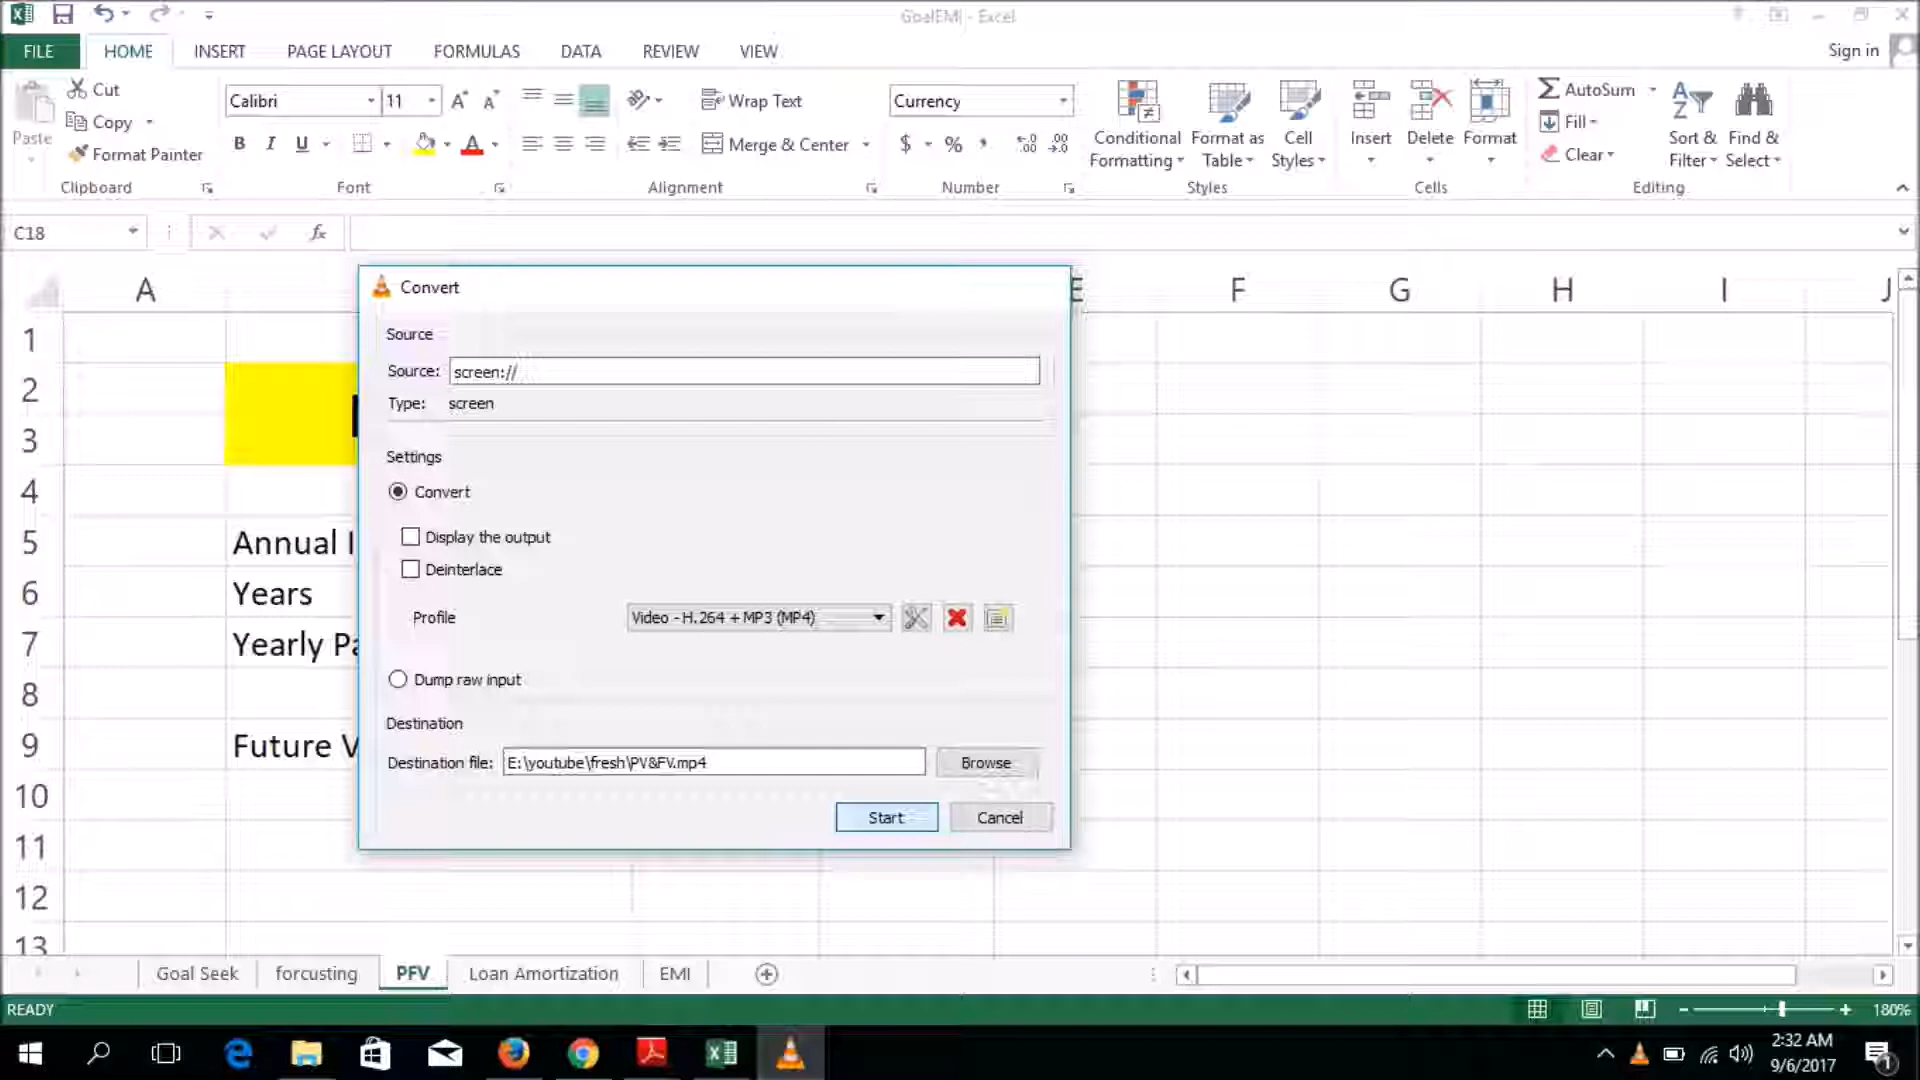 GoalEMI - Excel
FILE HOME INSERT PAGE LAYOUT FORMULAS DATA REVIEW VIEW Sign in
Paste Cut Copy Format Painter
Calibri 11 Wrap Text Merge & Center
Currency $ % ,
Conditional Formatting Format as Table Cell Styles
Insert Delete Format
AutoSum Fill Clear Sort & Filter Find & Select
Clipboard Font Alignment Number Styles Cells Editing
C18 fx
A E F G H I J
Convert
Source
Source: screen://
Type: screen
Settings
Convert
Display the output
Deinterlace
Profile Video - H.264 + MP3 (MP4)
Dump raw input
Destination
Destination file: E:\youtube\fresh\PV&FV.mp4 Browse
Start Cancel
1
2
3
4
5 Annual I
6 Years
7 Yearly Pa
8
9 Future V
10
11
12
13
Goal Seek forcusting PFV Loan Amortization EMI
READY 180%
2:32 AM
9/6/2017
1